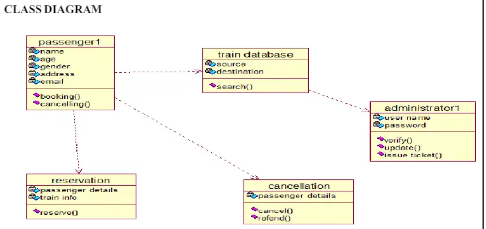 CLASS DIAGRAM
passenger1
name
age
gender
address
email
booking()
cancelling()
train database
source
destination
search()
administrator1
user name
password
verify()
update()
issue ticket()
reservation
passenger details
train info
reserve()
cancellation
passenger details
cancel()
refond()